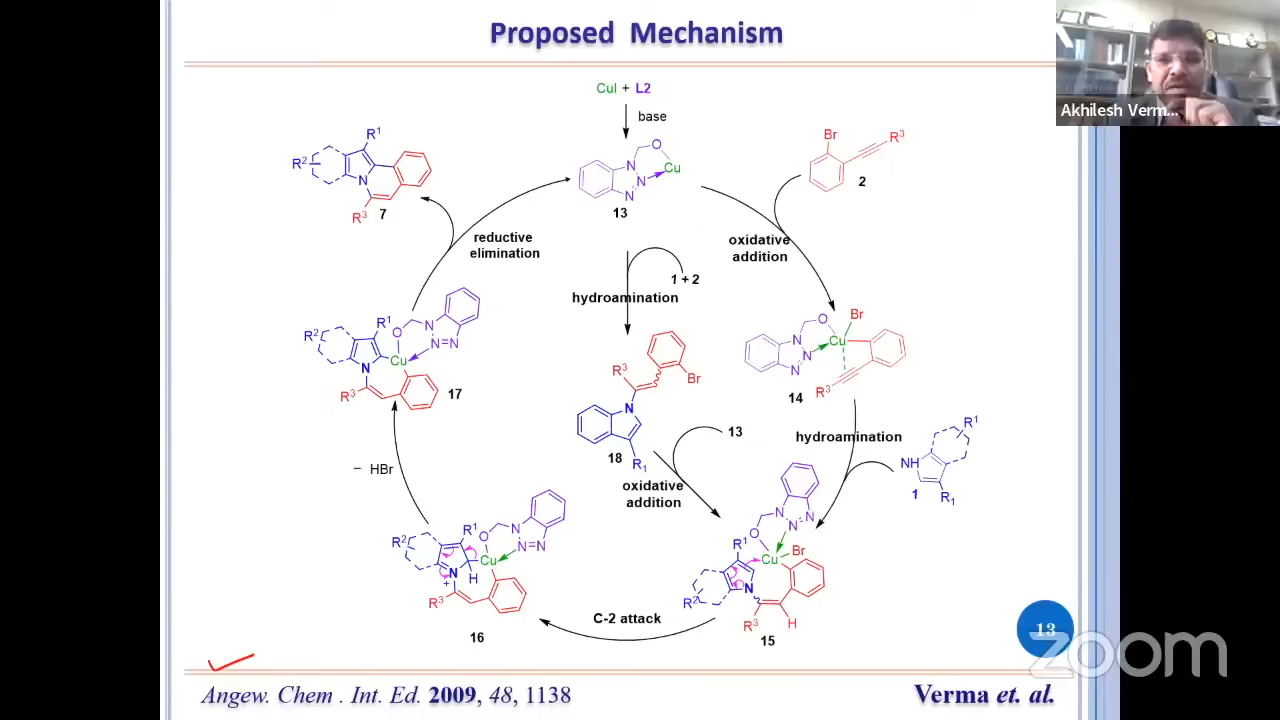 Proposed Mechanism
Akhilesh Verm...
CuI + L2
base
N
O
N
N
Cu
13
R1
R2
N
R3
7
Br
R3
2
reductive
elimination
oxidative
addition
1 + 2
hydroamination
R2
R1
O
N
N
N
Cu
N
R3
17
R3
Br
N
R1
18
O
N
N
N
Cu
Br
R3
14
13
oxidative
addition
hydroamination
R1
NH
R1
1
− HBr
R2
R1
O
N
N
N
Cu
N
+
H
R3
16
C-2 attack
O
N
N
N
R1
Cu
Br
N
R2
R3
H
15
13
zoom
Angew. Chem . Int. Ed. 2009, 48, 1138
Verma et. al.